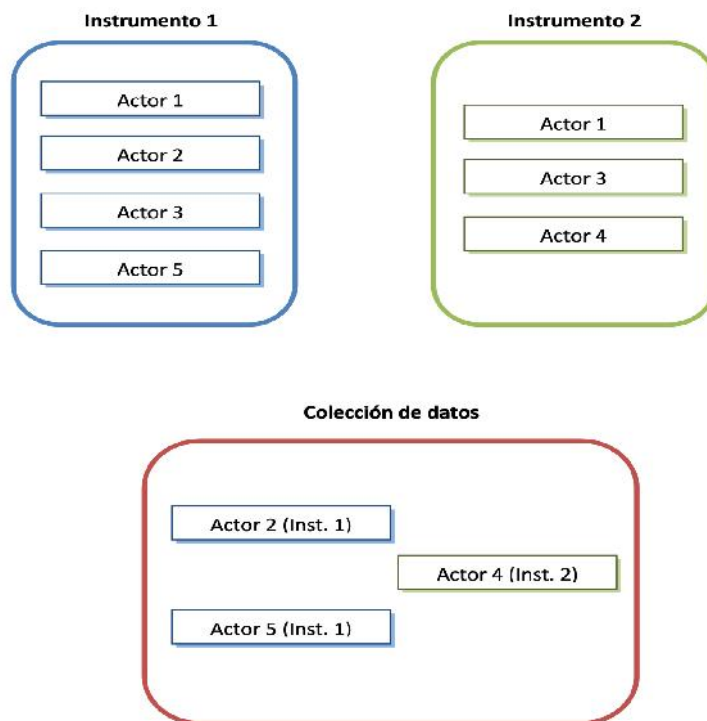 Instrumento 1
Actor 1
Actor 2
Actor 3
Actor 5
Instrumento 2
Actor 1
Actor 3
Actor 4
Colección de datos
Actor 2 (Inst. 1)
Actor 4 (Inst. 2)
Actor 5 (Inst. 1)